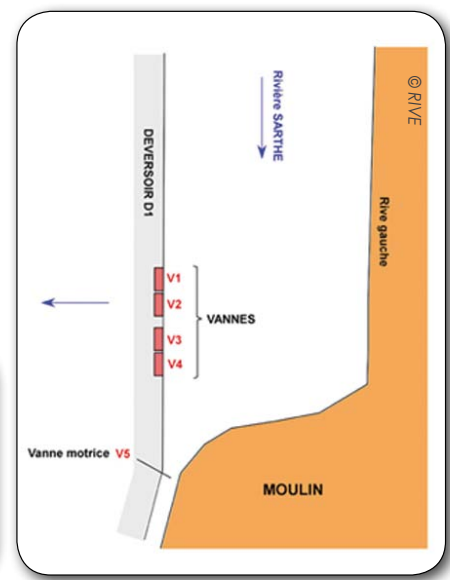 © RIVE
Rivière SARTHE
DEVERSOIR D1
Rive gauche
V1
V2
VANNES
V3
V4
Vanne motrice V5
MOULIN